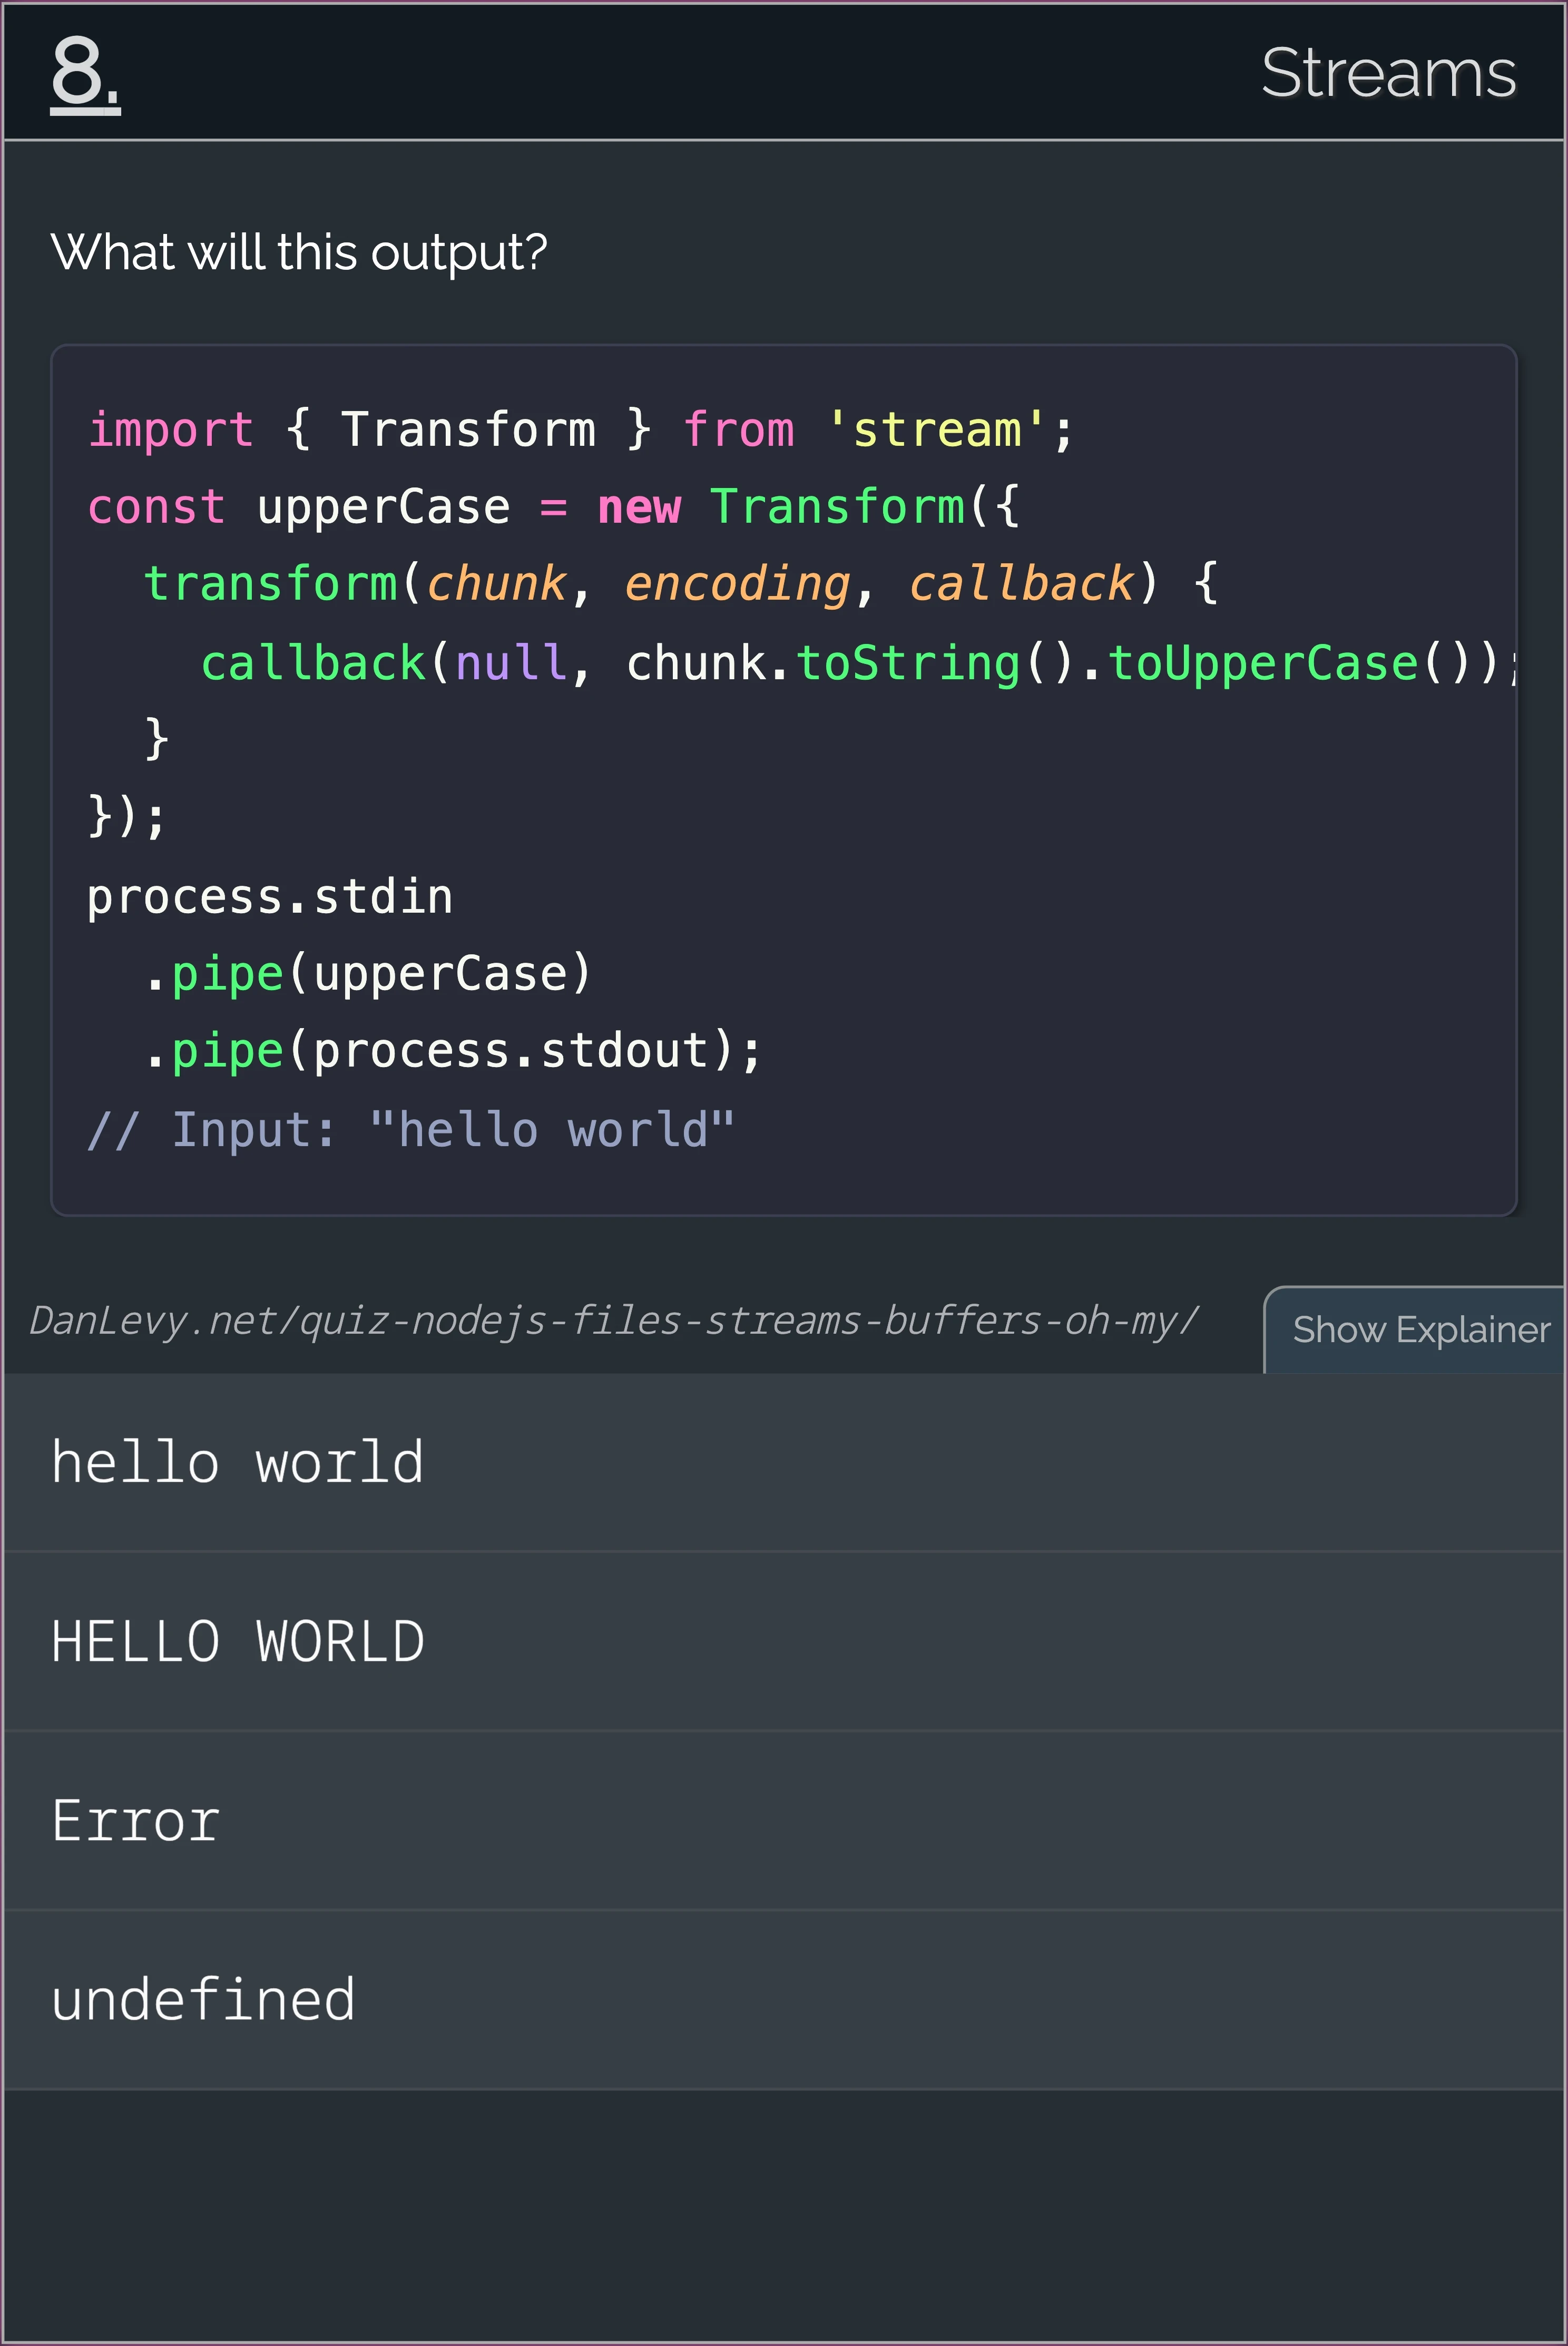 8.
Streams
What will this output?
import { Transform } from 'stream';
const upperCase = new Transform({
  transform(chunk, encoding, callback) {
    callback(null, chunk.toString().toUpperCase());
  }
});
process.stdin
  .pipe(upperCase)
  .pipe(process.stdout);
// Input: "hello world"
DanLevy.net/quiz-nodejs-files-streams-buffers-oh-my/
Show Explainer
hello world
HELLO WORLD
Error
undefined